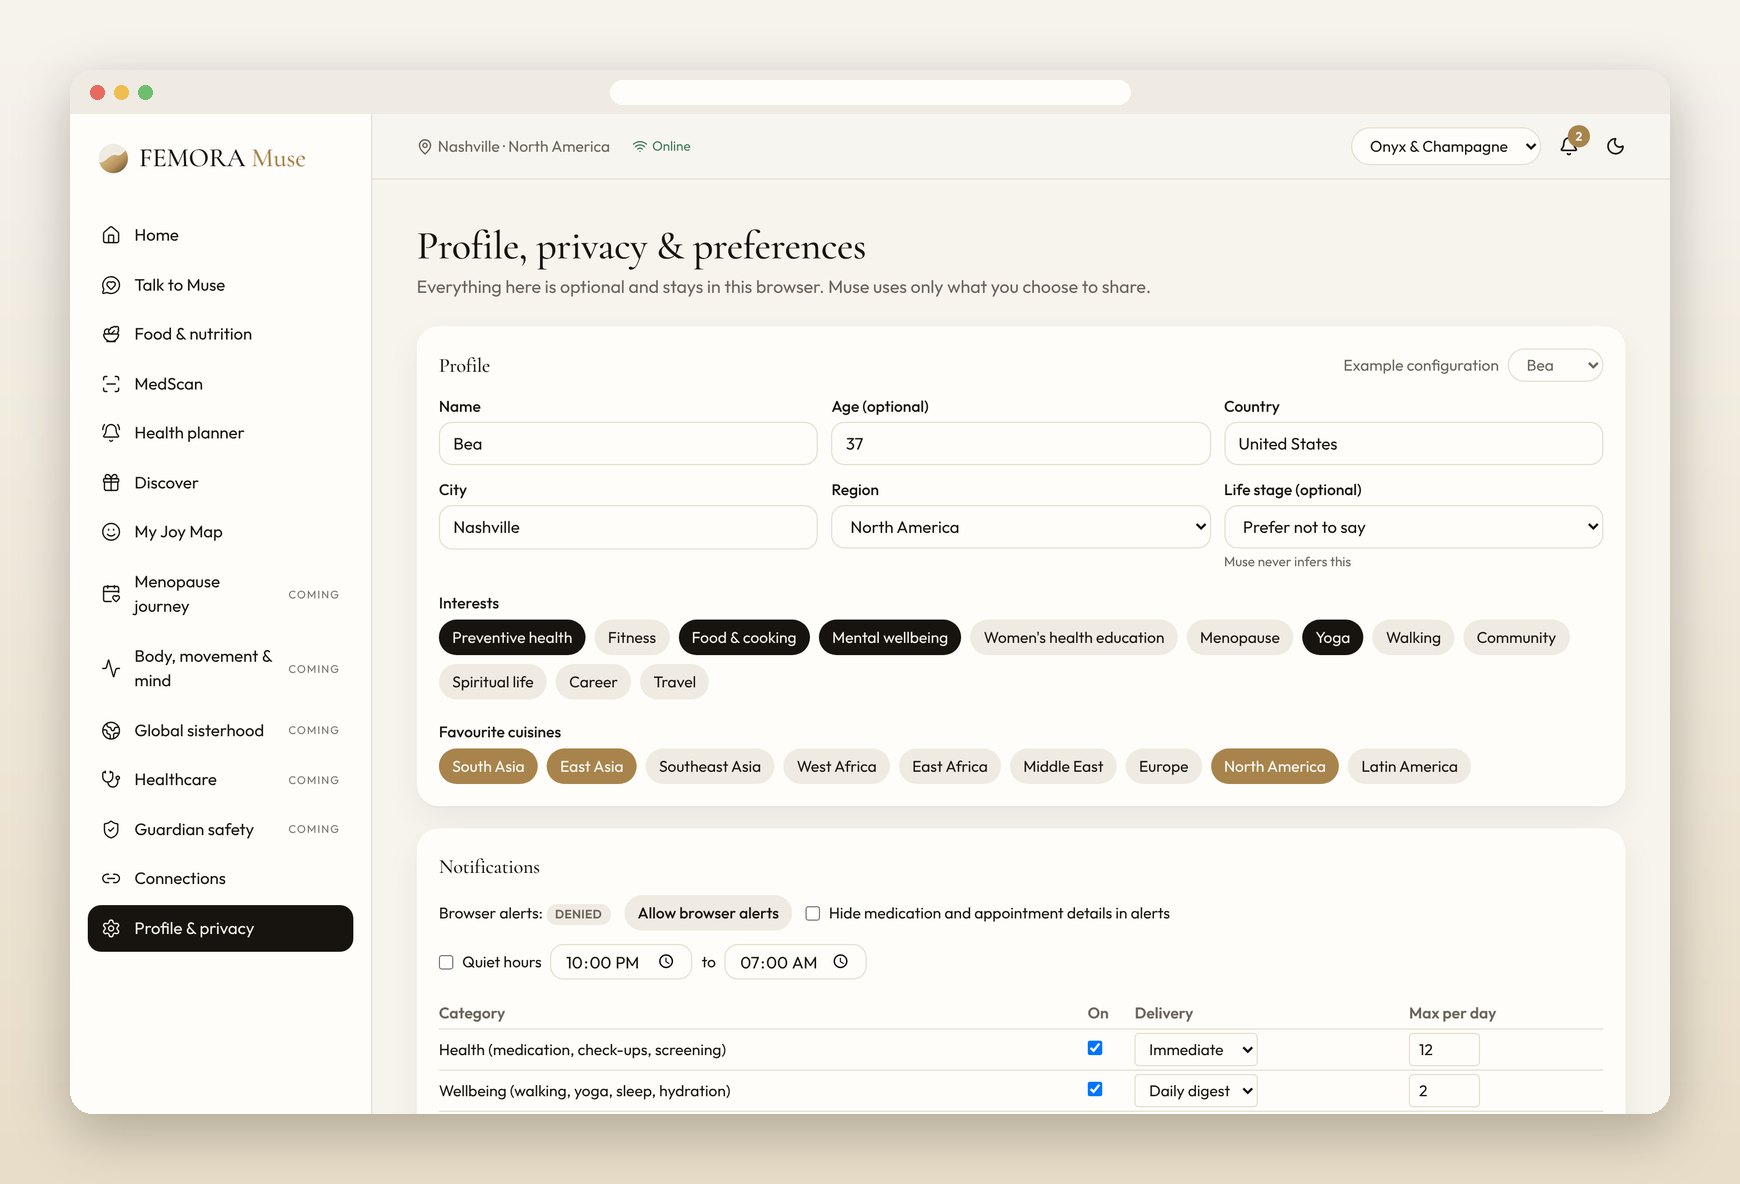 FEMORA Muse
Nashville · North America
Online
Onyx & Champagne
2
Home
Talk to Muse
Food & nutrition
MedScan
Health planner
Discover
My Joy Map
Menopause
journey
COMING
Body, movement &
mind
COMING
Global sisterhood
COMING
Healthcare
COMING
Guardian safety
COMING
Connections
Profile & privacy
Profile, privacy & preferences
Everything here is optional and stays in this browser. Muse uses only what you choose to share.
Profile
Example configuration
Bea
Name
Age (optional)
Country
Bea
37
United States
City
Region
Life stage (optional)
Nashville
North America
Prefer not to say
Muse never infers this
Interests
Preventive health Fitness Food & cooking Mental wellbeing Women's health education Menopause Yoga Walking Community
Spiritual life Career Travel
Favourite cuisines
South Asia East Asia Southeast Asia West Africa East Africa Middle East Europe North America Latin America
Notifications
Browser alerts: DENIED Allow browser alerts Hide medication and appointment details in alerts
Quiet hours 10:00 PM to 07:00 AM
Category On Delivery Max per day
Health (medication, check-ups, screening) Immediate 12
Wellbeing (walking, yoga, sleep, hydration) Daily digest 2